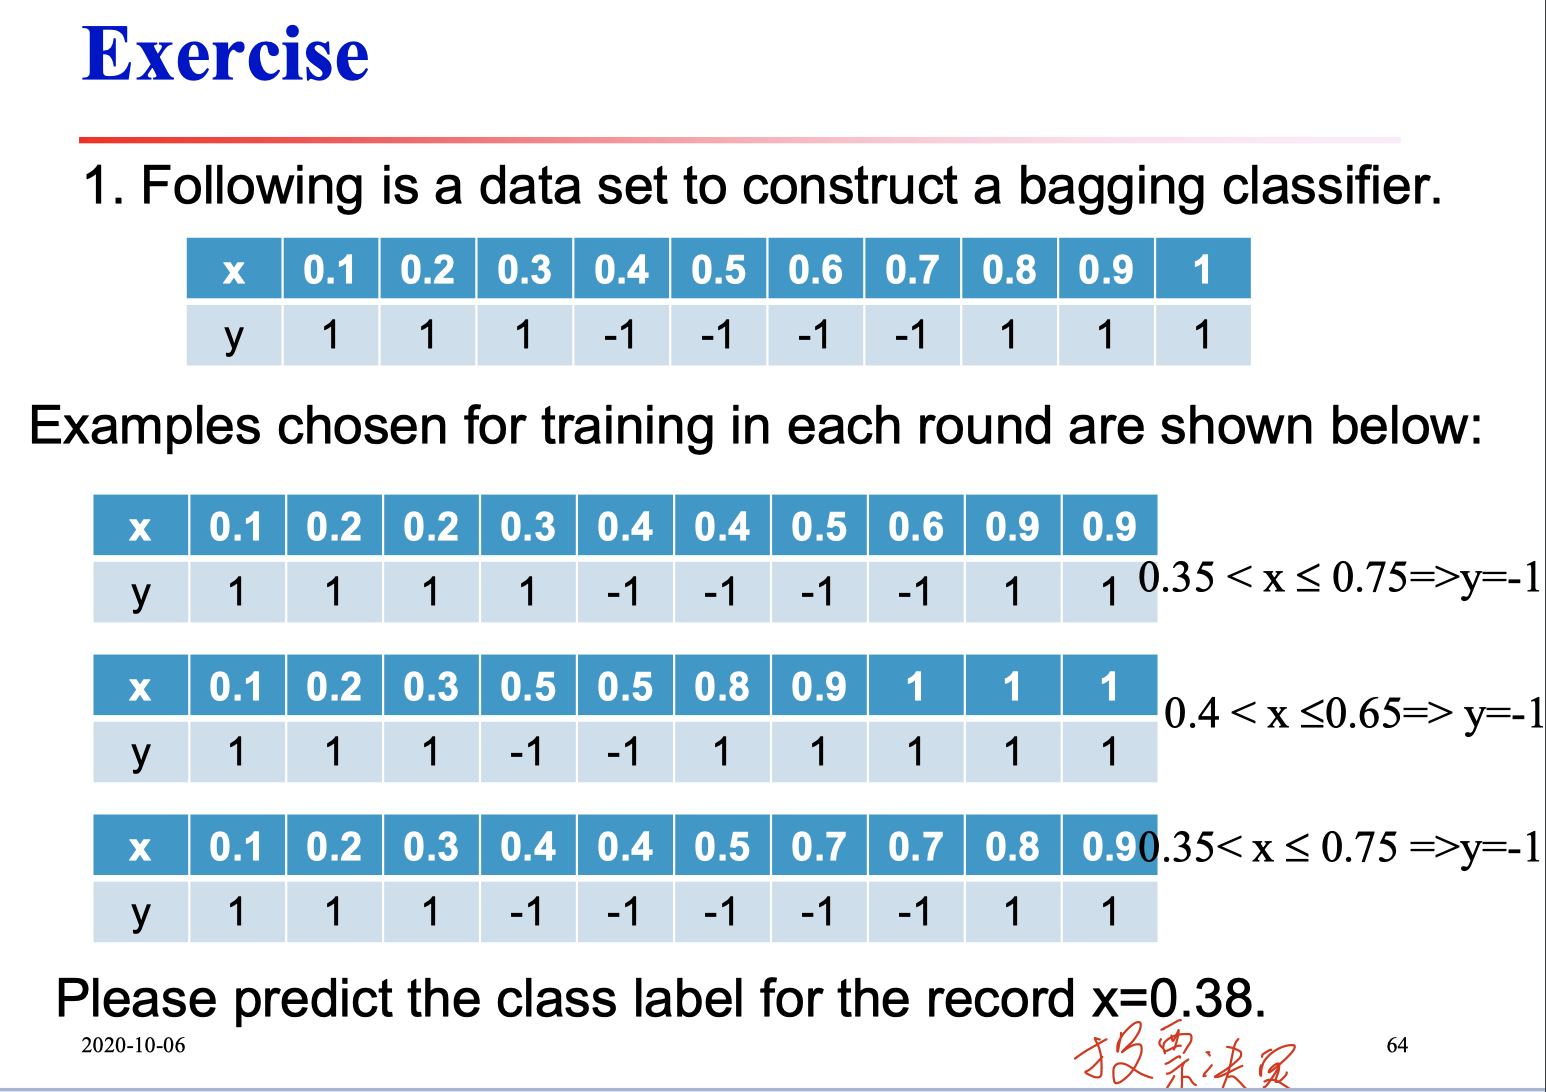 Exercise
1. Following is a data set to construct a bagging classifier.
x 0.1 0.2 0.3 0.4 0.5 0.6 0.7 0.8 0.9 1
y 1 1 1 -1 -1 -1 -1 1 1 1
Examples chosen for training in each round are shown below:
x 0.1 0.2 0.2 0.3 0.4 0.4 0.5 0.6 0.9 0.9
y 1 1 1 1 -1 -1 -1 -1 1 1
0.35 < x ≤ 0.75=>y=-1
x 0.1 0.2 0.3 0.5 0.5 0.8 0.9 1 1 1
y 1 1 1 -1 -1 1 1 1 1 1
0.4 < x ≤0.65=> y=-1
x 0.1 0.2 0.3 0.4 0.4 0.5 0.7 0.7 0.8 0.9
y 1 1 1 -1 -1 -1 -1 -1 1 1
0.35< x ≤ 0.75 =>y=-1
Please predict the class label for the record x=0.38.
投票决定
2020-10-06
64